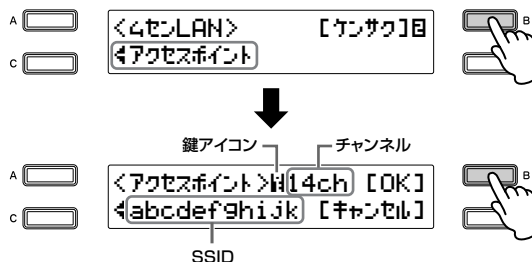 A <ムセンLAN> [ケンサク] B
C アクセスポイント
鍵アイコン チャンネル
A <アクセスポイント> 14ch [OK] B
C abcdefghijk [キャンセル]
SSID